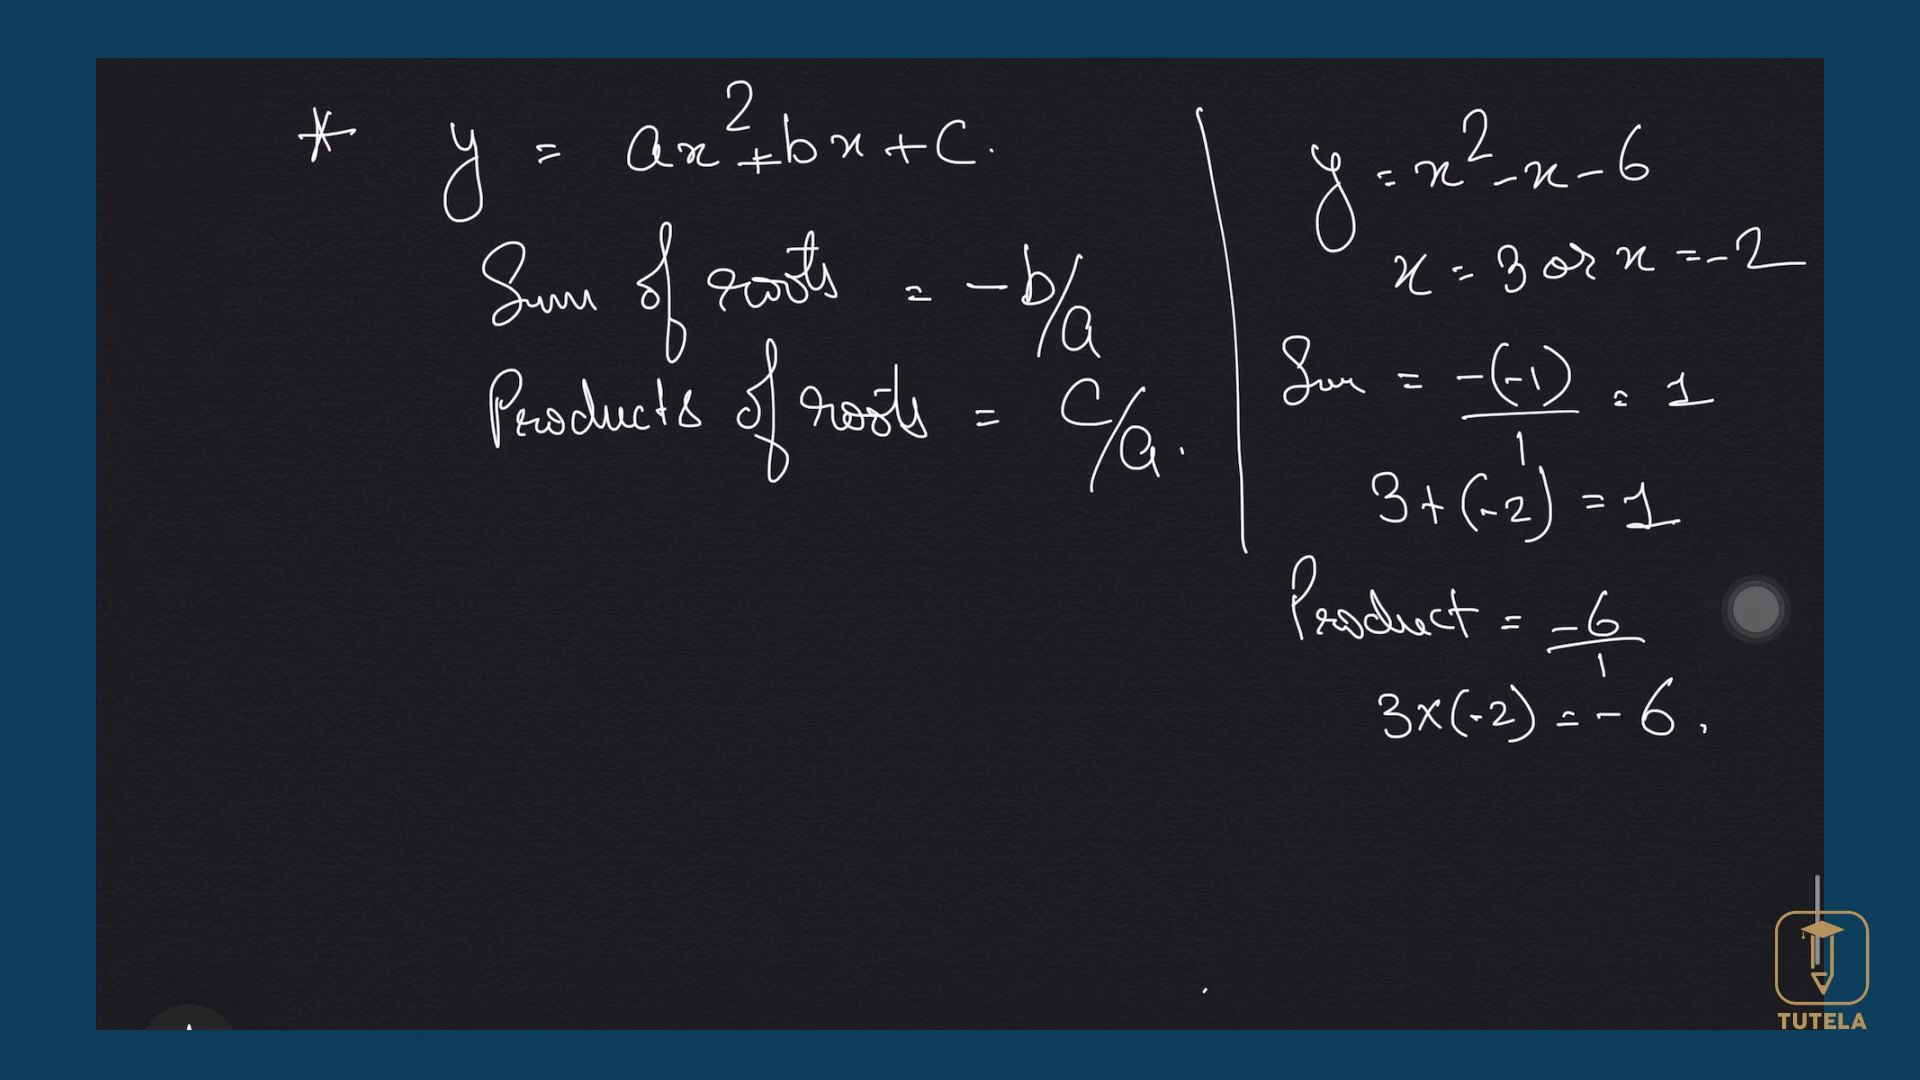 * y = ax²+bx+c.
Sum of roots = -b/a
Products of roots = c/a.
y = x²-x-6
x = 3 or x = -2
Sum = -(-1)/1 = 1
3+(-2) = 1
Product = -6/1
3x(-2) = -6.
TUTELA